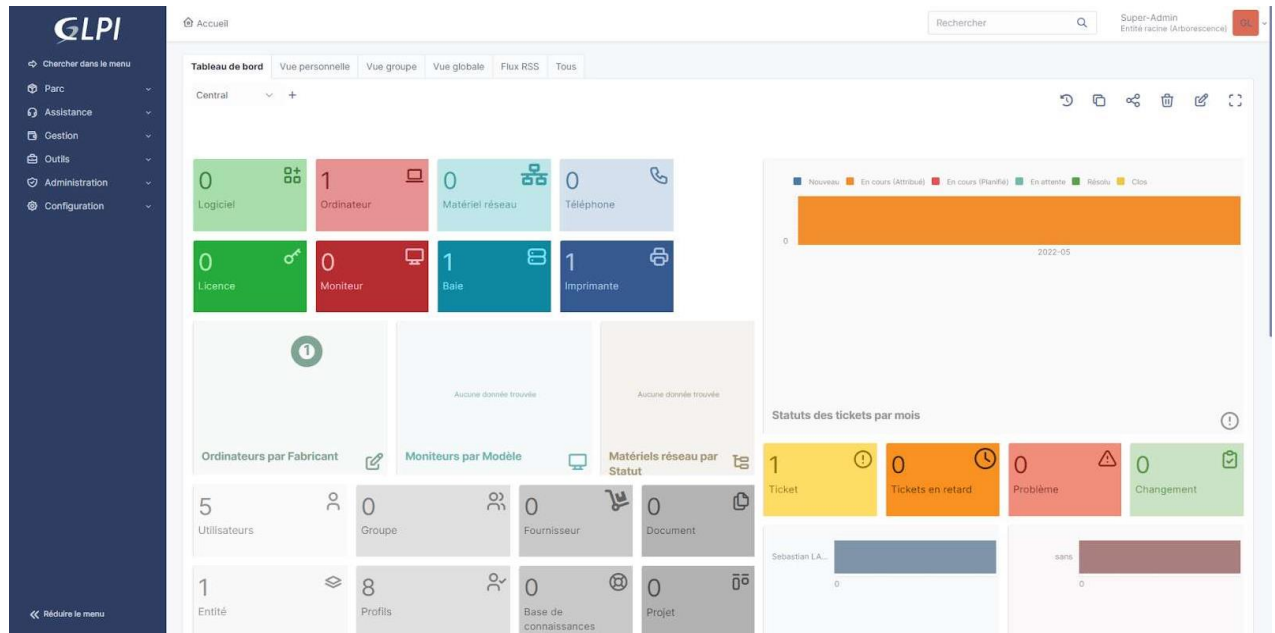 GLPI
Chercher dans le menu
Parc
Assistance
Gestion
Outils
Administration
Configuration
Réduire le menu
Accueil
Rechercher
Super-Admin
Entité racine (Arborescence)
GL
Tableau de bord Vue personnelle Vue groupe Vue globale Flux RSS Tous
Central +
0
Logiciel
1
Ordinateur
0
Matériel réseau
0
Téléphone
0
Licence
0
Moniteur
1
Baie
1
Imprimante
1
Ordinateurs par Fabricant
Aucune donnée trouvée
Moniteurs par Modèle
Aucune donnée trouvée
Matériels réseau par
Statut
5
Utilisateurs
0
Groupe
0
Fournisseur
0
Document
1
Entité
8
Profils
0
Base de
connaissances
0
Projet
Nouveau En cours (Attribué) En cours (Planifié) En attente Résolu Clos
0
2022-05
Statuts des tickets par mois
1
Ticket
0
Tickets en retard
0
Problème
0
Changement
Sebastian LA...
0
sans
0